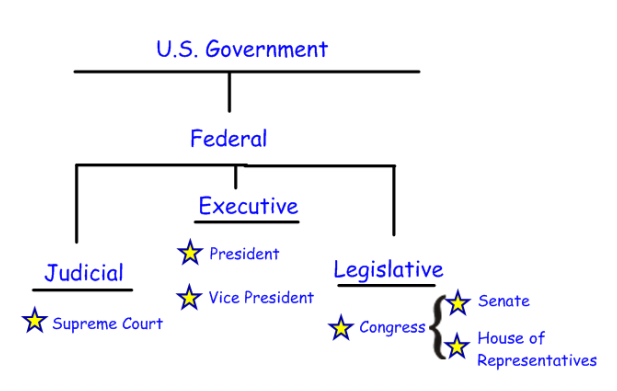 U.S. Government
Federal
Executive
President
Vice President
Judicial
Supreme Court
Legislative
Congress
Senate
House of
Representatives